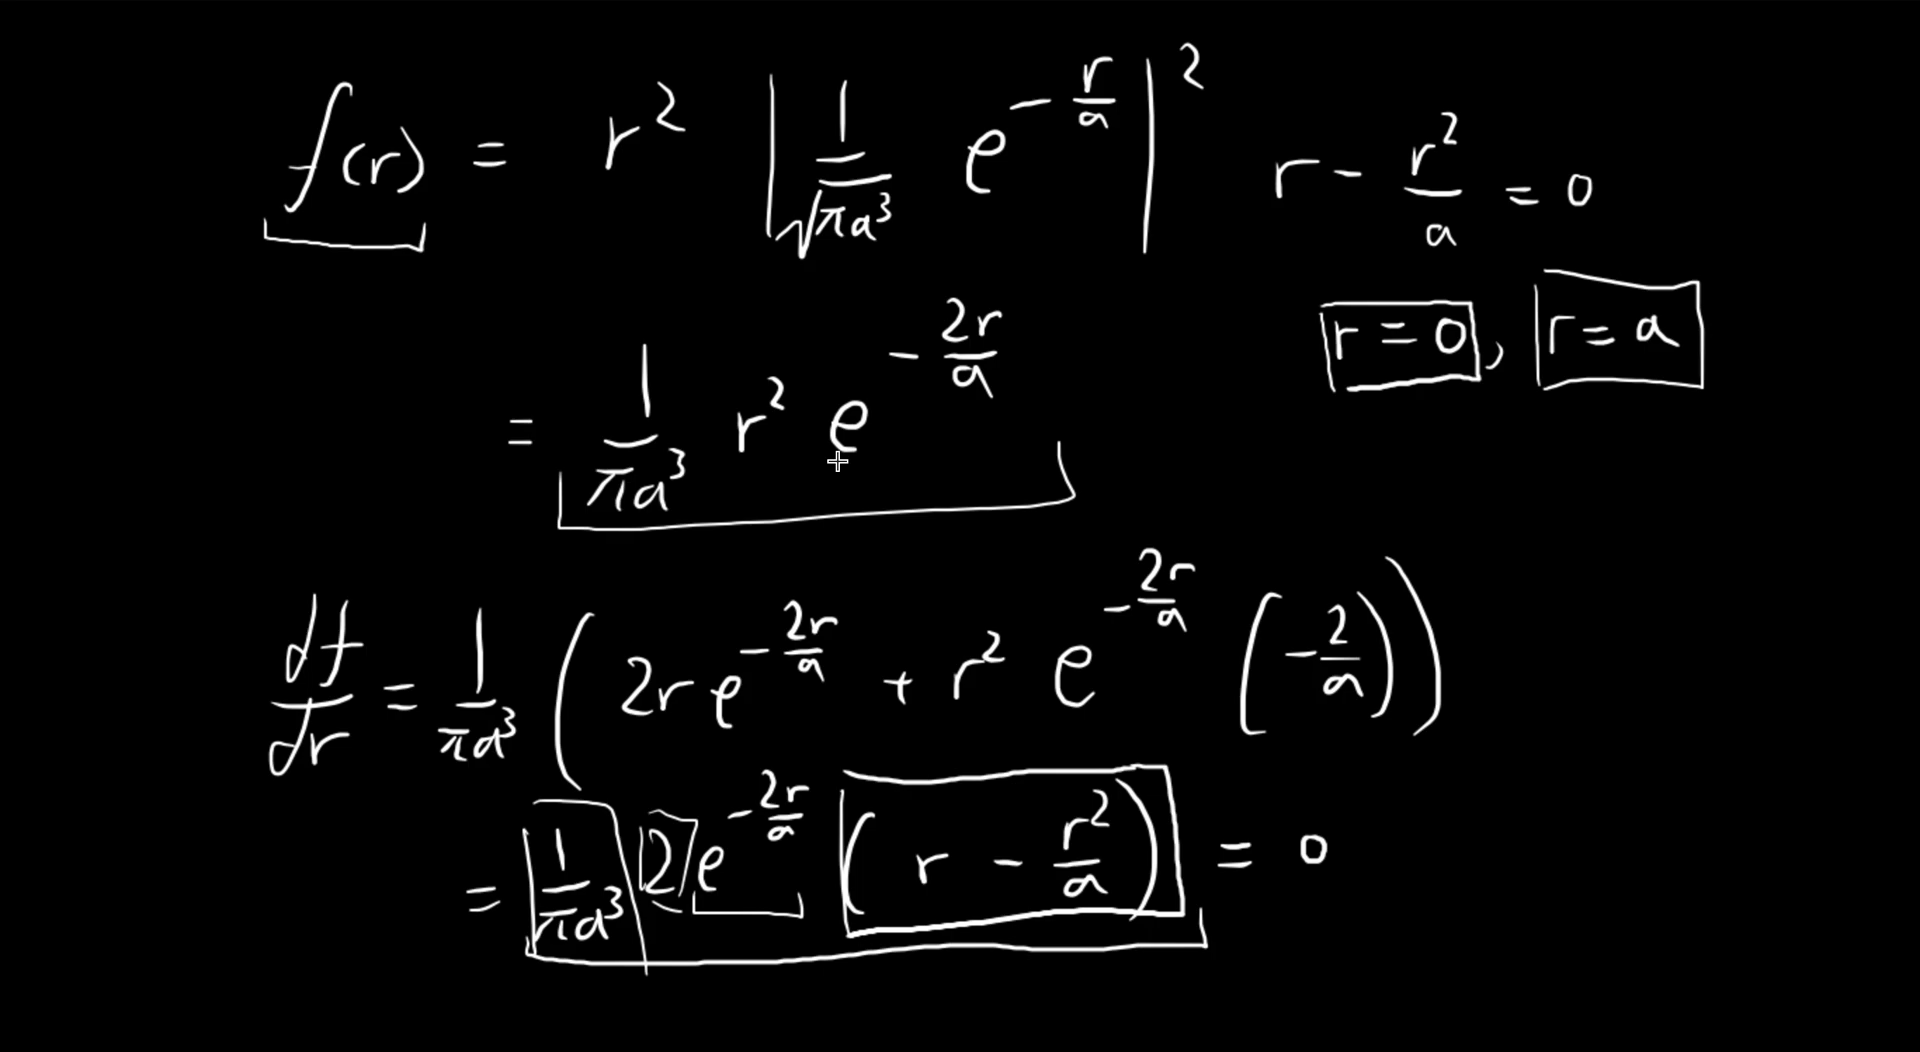 f(r) = r² | 1/√(πa³) e^(-r/a) |²
r - r²/a = 0
r = 0, r = a
= 1/(πa³) r² e^(-2r/a)
df/dr = 1/(πa³) ( 2r e^(-2r/a) + r² e^(-2r/a) (-2/a) )
= 1/(πa³) 2 e^(-2r/a) ( r - r²/a ) = 0